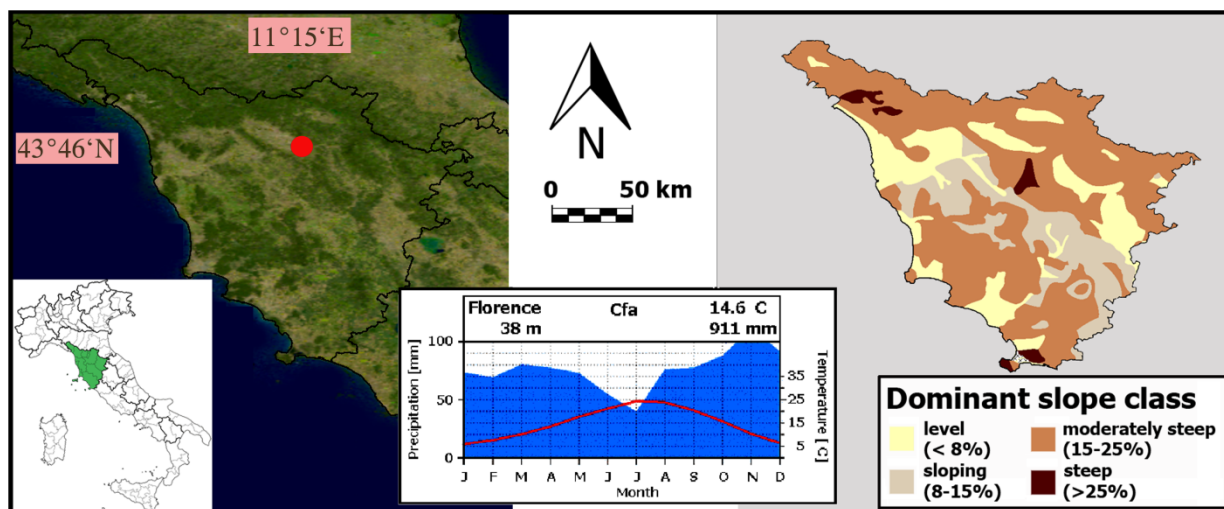 11°15‘E
43°46‘N
N
0 50 km
Florence Cfa 14.6 C
38 m 911 mm
100
50
0
Precipitation [mm]
35
25
15
5
Temperature [ C]
J F M A M J J A S O N D
Month
Dominant slope class
level
(< 8%)
moderately steep
(15-25%)
sloping
(8-15%)
steep
(>25%)